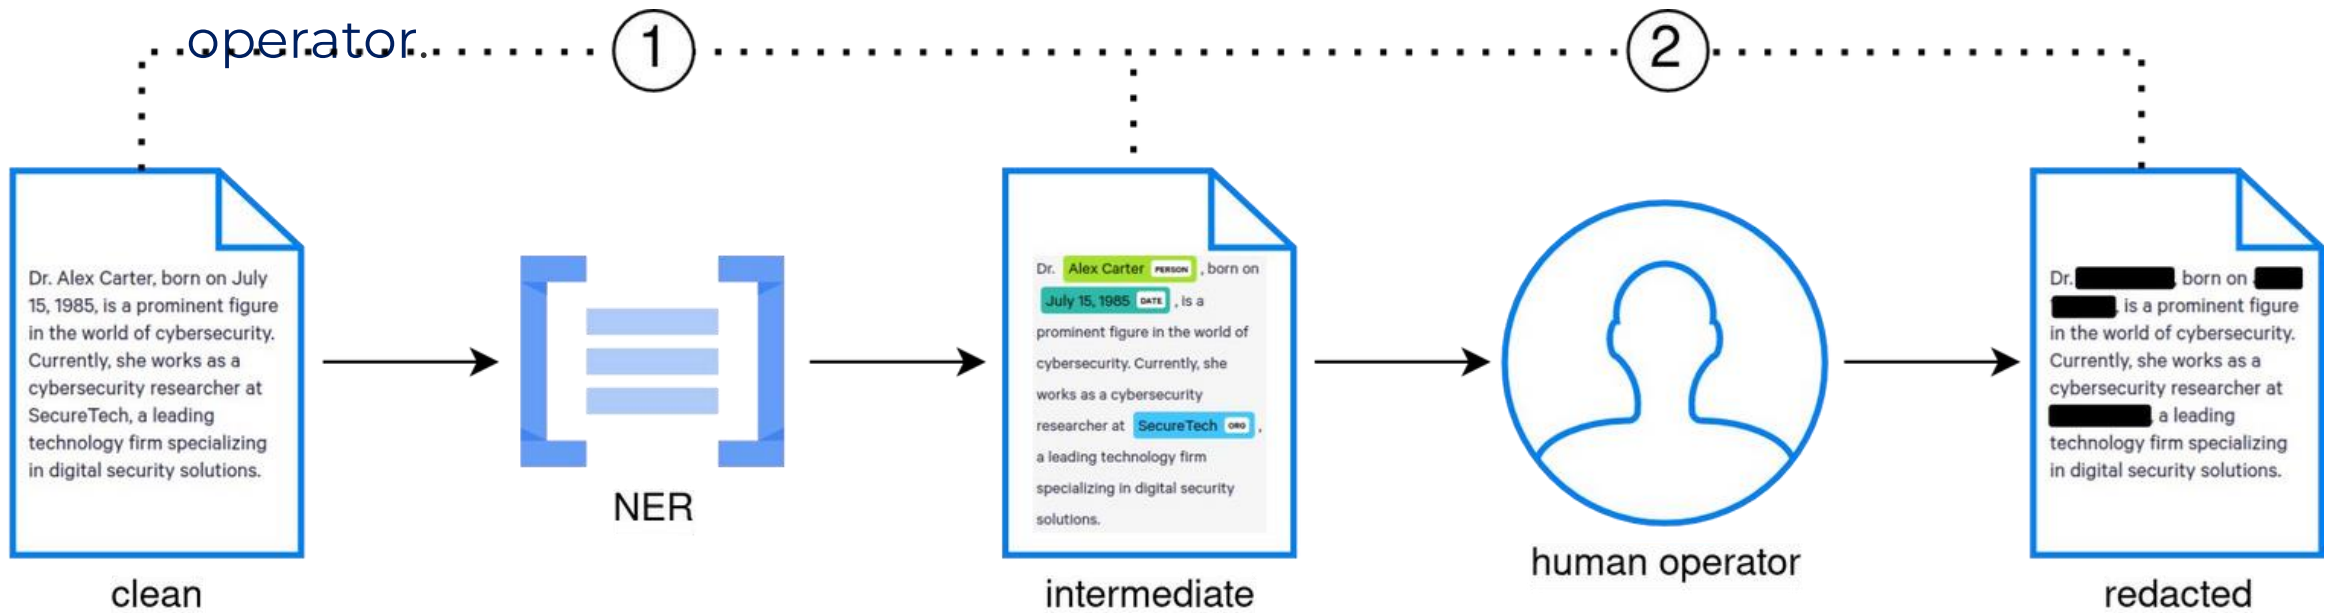 operator.
1
2
Dr. Alex Carter, born on July
15, 1985, is a prominent figure
in the world of cybersecurity.
Currently, she works as a
cybersecurity researcher at
SecureTech, a leading
technology firm specializing
in digital security solutions.
clean
NER
Dr. Alex Carter PERSON , born on
July 15, 1985 DATE , is a
prominent figure in the world of
cybersecurity. Currently, she
works as a cybersecurity
researcher at SecureTech ORG ,
a leading technology firm
specializing in digital security
solutions.
intermediate
human operator
Dr. , born on
, is a prominent figure
in the world of cybersecurity.
Currently, she works as a
cybersecurity researcher at
, a leading
technology firm specializing
in digital security solutions.
redacted